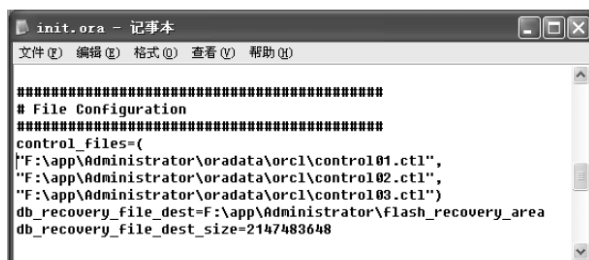 init.ora - 记事本
文件(F) 编辑(E) 格式(O) 查看(V) 帮助(H)
###########################################
# File Configuration
###########################################
control_files=(
"F:\app\Administrator\oradata\orcl\control01.ctl",
"F:\app\Administrator\oradata\orcl\control02.ctl",
"F:\app\Administrator\oradata\orcl\control03.ctl")
db_recovery_file_dest=F:\app\Administrator\flash_recovery_area
db_recovery_file_dest_size=2147483648